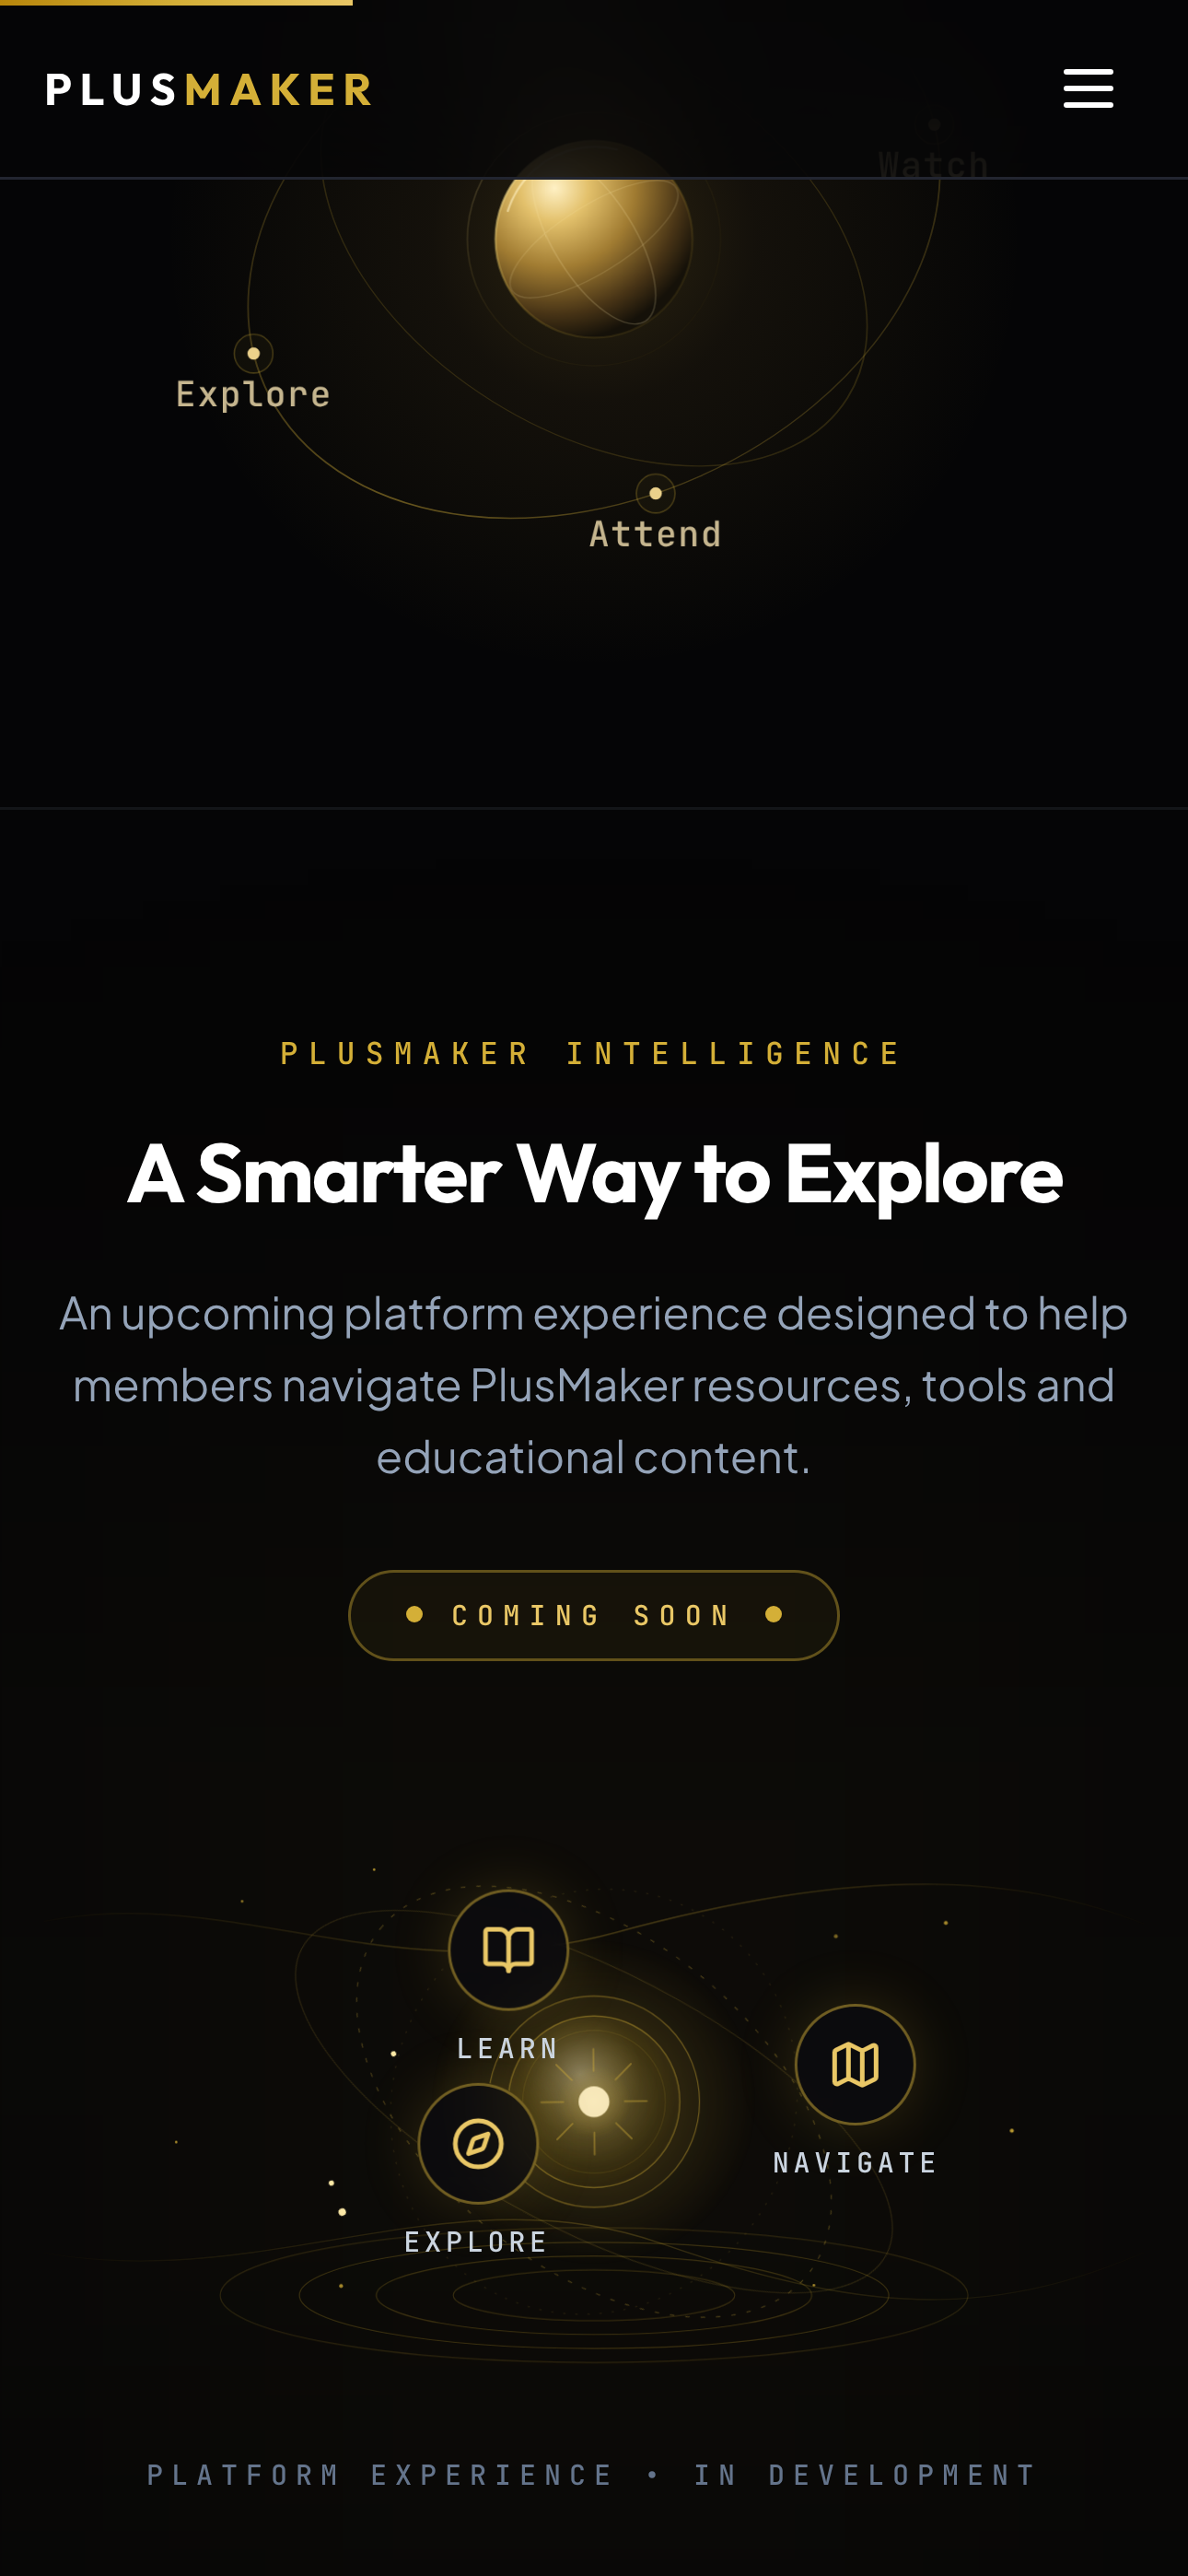 PLUSMAKER
Watch
Explore
Attend
PLUSMAKER INTELLIGENCE
A Smarter Way to Explore
An upcoming platform experience designed to help
members navigate PlusMaker resources, tools and
educational content.
COMING SOON
LEARN
NAVIGATE
EXPLORE
PLATFORM EXPERIENCE • IN DEVELOPMENT